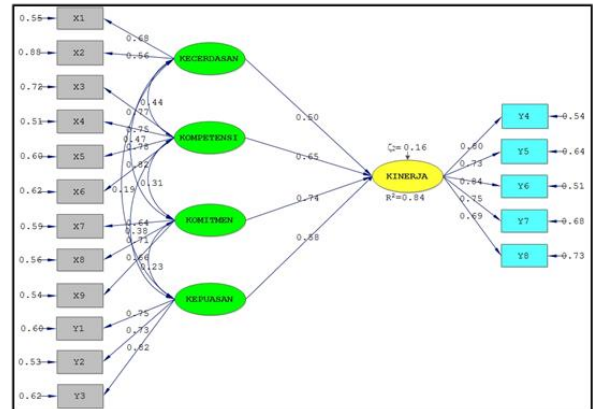 0.55 X1
0.88 X2
0.72 X3
0.51 X4
0.60 X5
0.62 X6
0.59 X7
0.56 X8
0.54 X9
0.60 Y1
0.53 Y2
0.62 Y3
0.68
0.56
0.77
0.75
0.78
0.82
0.64
0.71
0.66
0.75
0.73
0.82
0.44
0.47
0.19
0.31
0.38
0.23
KECERDASAN
KOMPETENSI
KOMITMEN
KEPUASAN
0.50
0.65
0.74
ζ=0.16
KINERJA
R²=0.84
0.80
0.73
0.84
0.75
0.69
Y4 0.54
Y5 0.64
Y6 0.51
Y7 0.68
Y8 0.73